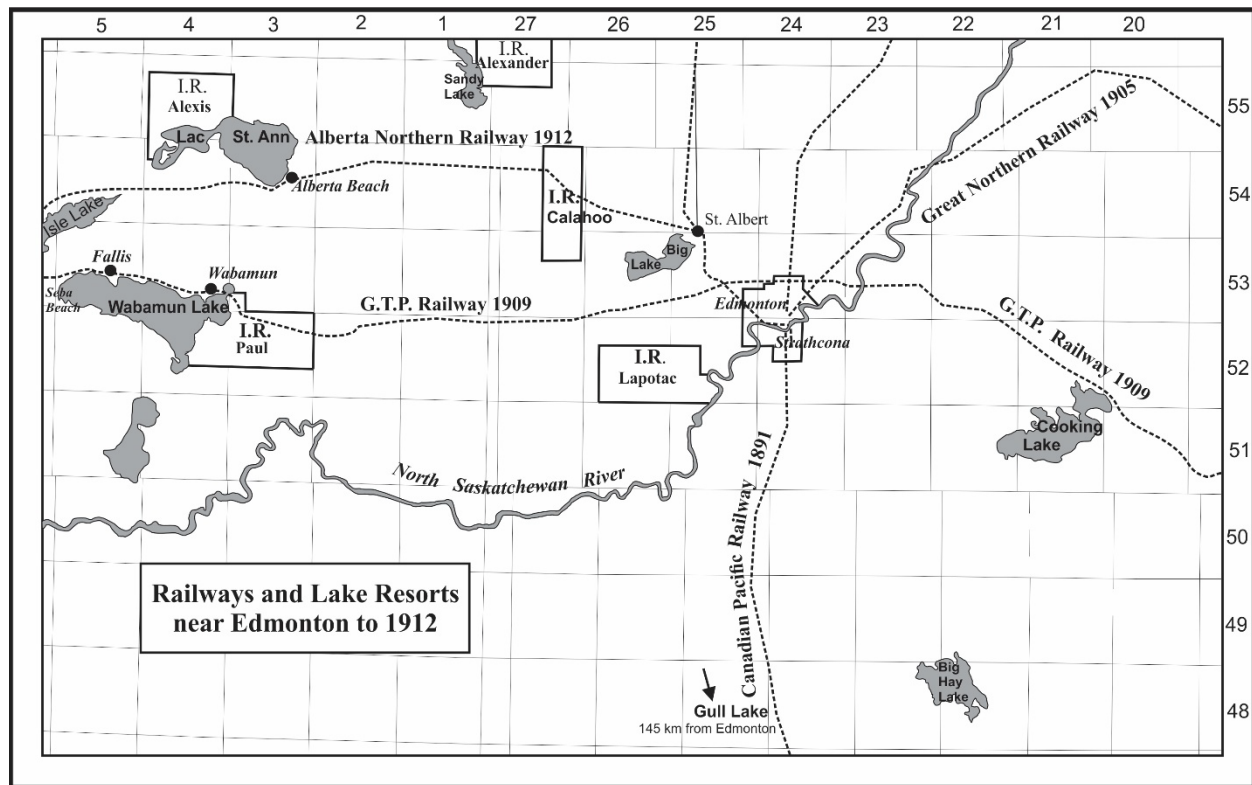 5 4 3 2 1 27 26 25 24 23 22 21 20
I.R.
Alexander
Sandy
Lake
I.R.
Alexis
Lac St. Ann
Alberta Northern Railway 1912
Alberta Beach
Great Northern Railway 1905
55
I.R.
Calahoo
St. Albert
54
Isle Lake
Big
Lake
Fallis
Wabamun
Seba
Beach
Wabamun Lake
G.T.P. Railway 1909
Edmonton
Strathcona
53
I.R.
Paul
I.R.
Lapotac
G.T.P. Railway 1909
52
Cooking
Lake
51
North Saskatchewan River
Canadian Pacific Railway 1891
50
Railways and Lake Resorts
near Edmonton to 1912
49
Big
Hay
Lake
Gull Lake
145 km from Edmonton
48